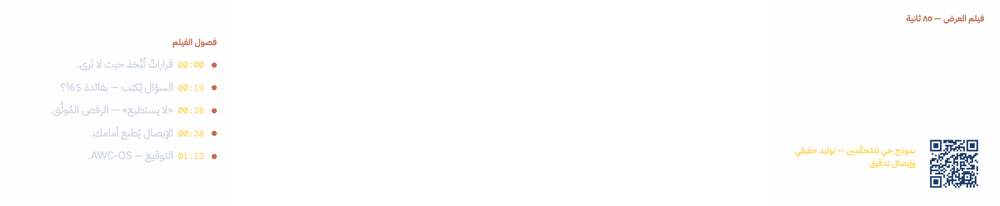 فيلم العرض — ٨٥ ثانية
نموذج حي للمُحكّمين — توليد حقيقي
وإيصال تدقيق
فصول الفيلم
00:00 قراراتٌ تُتَّخذ حيث لا تَرى.
00:19 السؤال يُكتب — بفائدة 5%؟
00:28 «لا يستطيع» — الرفض المُوثَّق.
00:38 الإيصال يُطبع أمامك.
01:13 التوقيع — AWC-OS.